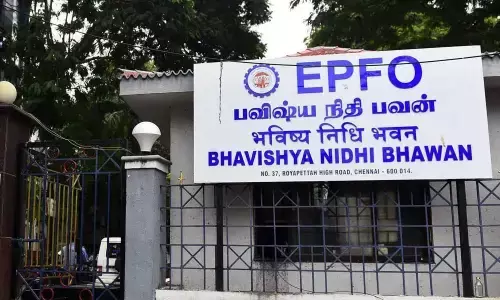 EPFO
பவிஷ்ய நிதி பவன்
भविष्य निधि भवन
BHAVISHYA NIDHI BHAWAN
NO. 37, ROYAPETTAH HIGH ROAD, CHENNAI - 600 014.